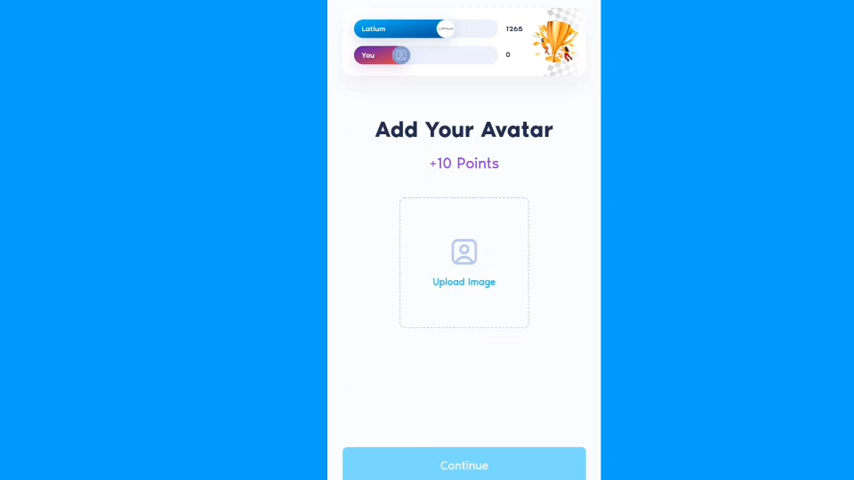 Latium 1265
You 0
Add Your Avatar
+10 Points
Upload Image
Continue